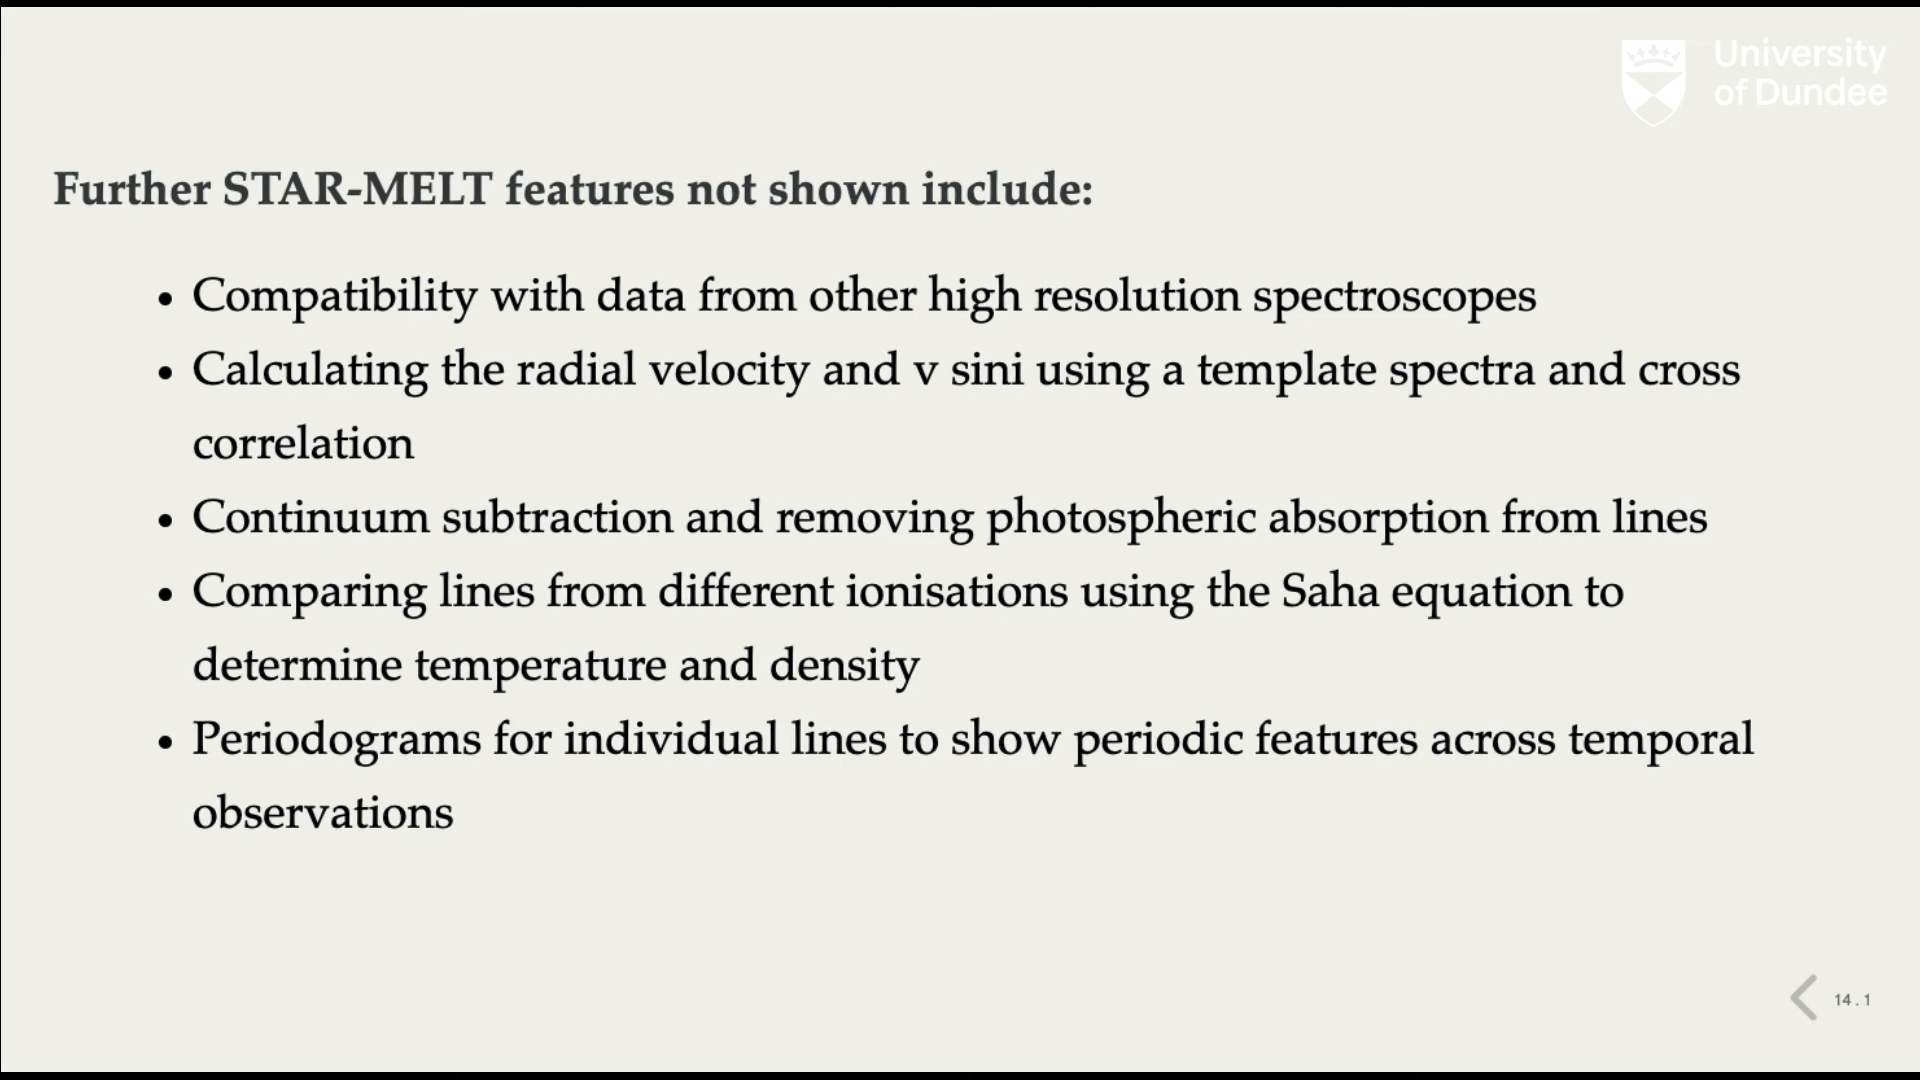 University
of Dundee
Further STAR-MELT features not shown include:
• Compatibility with data from other high resolution spectroscopes
• Calculating the radial velocity and v sini using a template spectra and cross
correlation
• Continuum subtraction and removing photospheric absorption from lines
• Comparing lines from different ionisations using the Saha equation to
determine temperature and density
• Periodograms for individual lines to show periodic features across temporal
observations
14.1